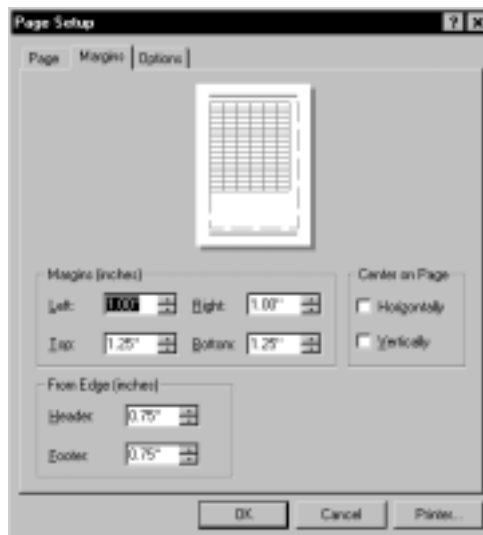 Page Setup ? ×
Page Margins Options
Margins (inches) Center on Page
Left: 1.00" Right: 1.00" Horizontally
Top: 1.25" Bottom: 1.25" Vertically
From Edge (inches)
Header: 0.75"
Footer: 0.75"
OK Cancel Printer...